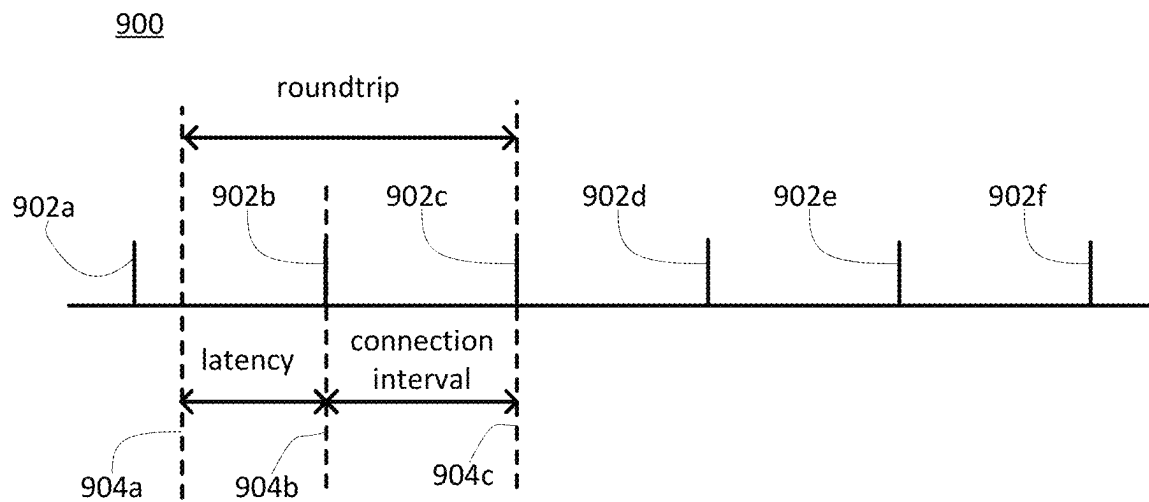 900
roundtrip
902a
902b
902c
902d
902e
902f
latency
connection
interval
904a
904b
904c